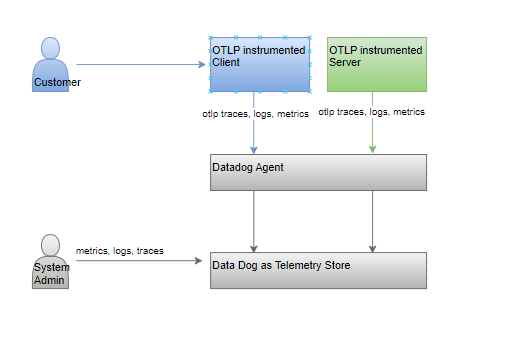 Customer
OTLP instrumented
Client
OTLP instrumented
Server
otlp traces, logs, metrics
otlp traces, logs, metrics
Datadog Agent
System
Admin
metrics, logs, traces
Data Dog as Telemetry Store